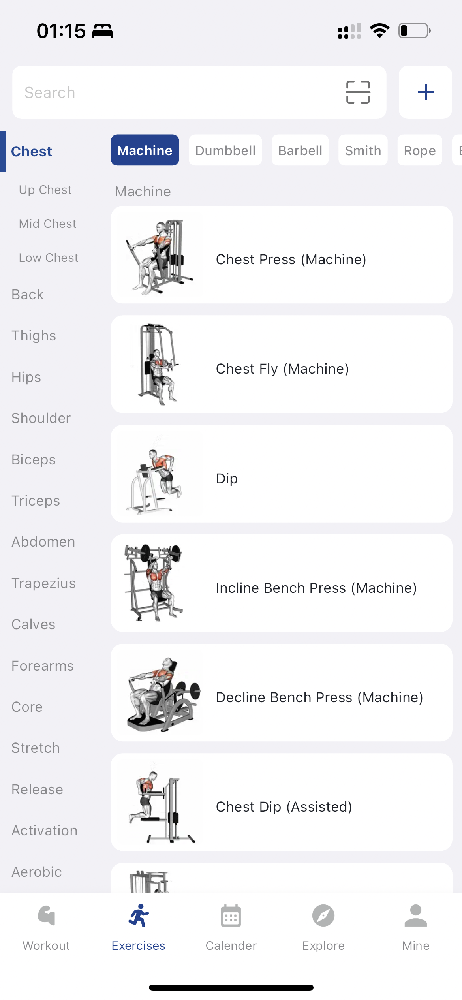 01:15
Search
Chest
Machine
Dumbbell
Barbell
Smith
Rope
Up Chest
Mid Chest
Low Chest
Back
Thighs
Hips
Shoulder
Biceps
Triceps
Abdomen
Trapezius
Calves
Forearms
Core
Stretch
Release
Activation
Aerobic
Machine
Chest Press (Machine)
Chest Fly (Machine)
Dip
Incline Bench Press (Machine)
Decline Bench Press (Machine)
Chest Dip (Assisted)
Workout
Exercises
Calender
Explore
Mine